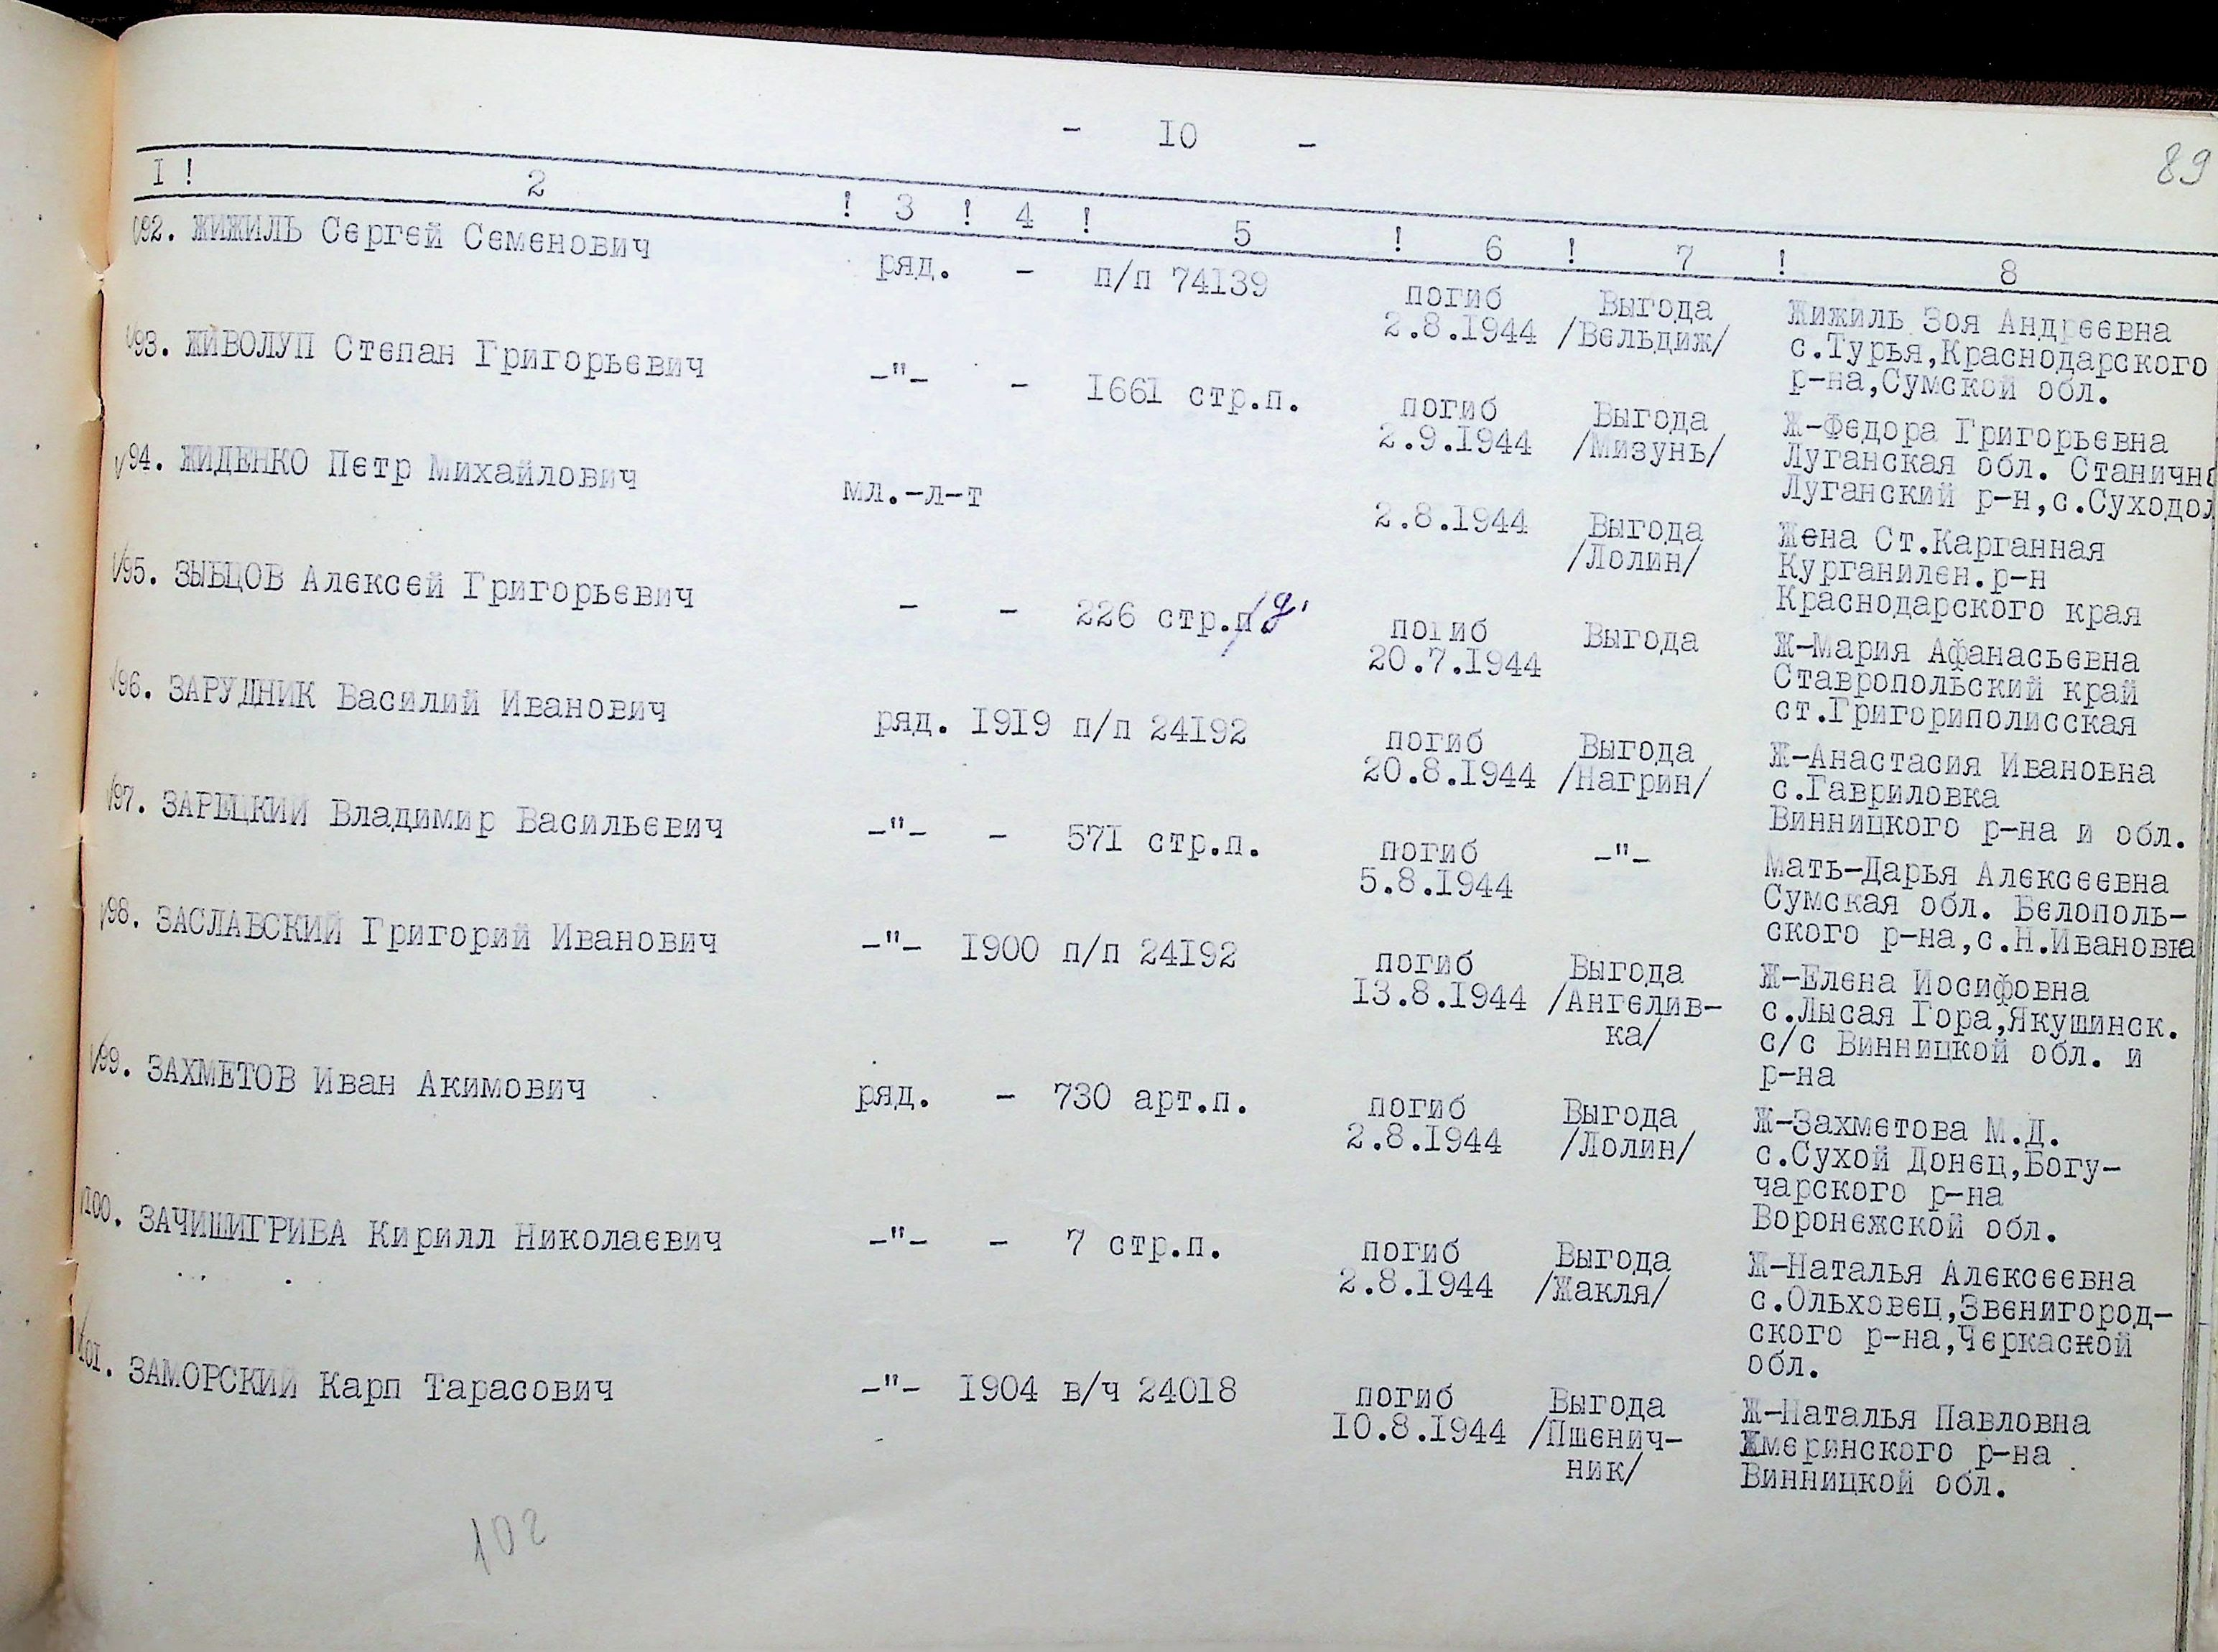 - 10 -
89
1 ! 2 ! 3 ! 4 ! 5 ! 6 ! 7 ! 8
92. ЖИЖИЛЬ Сергей Семенович ряд. - п/п 74139 погиб Выгода Жижиль Зоя Андреевна
2.8.1944 /Вельдиж/ с.Турья,Краснодарского
р-на,Сумской обл.
93. ЖИВОЛУП Степан Григорьевич -"- - 1661 стр.п. погиб Выгода Ж-Федора Григорьевна
2.9.1944 /Мизунь/ Луганская обл. Станично
Луганский р-н,с.Суходол
94. ЖИДЕНКО Петр Михайлович мл.-л-т 2.8.1944 Выгода Жена Ст.Карганная
/Лолин/ Курганилен.р-н
Краснодарского края
95. ЗЫБЦОВ Алексей Григорьевич - - 226 стр.д. погиб Выгода Ж-Мария Афанасьевна
20.7.1944 Ставропольский край
ст.Григориполисская
96. ЗАРУДНИК Василий Иванович ряд. 1919 п/п 24192 погиб Выгода Ж-Анастасия Ивановна
20.8.1944 /Нагрин/ с.Гавриловка
Винницкого р-на и обл.
97. ЗАРЕЦКИЙ Владимир Васильевич -"- - 571 стр.п. погиб -"- Мать-Дарья Алексеевна
5.8.1944 Сумская обл. Белополь-
ского р-на,с.Н.Ивановка
98. ЗАСЛАВСКИЙ Григорий Иванович -"- 1900 п/п 24192 погиб Выгода Ж-Елена Иосифовна
13.8.1944 /Ангелив- с.Лысая Гора,Якушинск.
ка/ с/с Винницкой обл. и
р-на
99. ЗАХМЕТОВ Иван Акимович ряд. - 730 арт.п. погиб Выгода Ж-Захметова М.Д.
2.8.1944 /Лолин/ с.Сухой Донец,Богу-
чарского р-на
Воронежской обл.
100. ЗАЧИШИГРИВА Кирилл Николаевич -"- - 7 стр.п. погиб Выгода Ж-Наталья Алексеевна
2.8.1944 /Жакля/ с.Ольховец,Звенигород-
ского р-на,Черкаской
обл.
101. ЗАМОРСКИЙ Карп Тарасович -"- 1904 в/ч 24018 погиб Выгода Ж-Наталья Павловна
10.8.1944 /Пшенич- Жмеринского р-на
ник/ Винницкой обл.
102